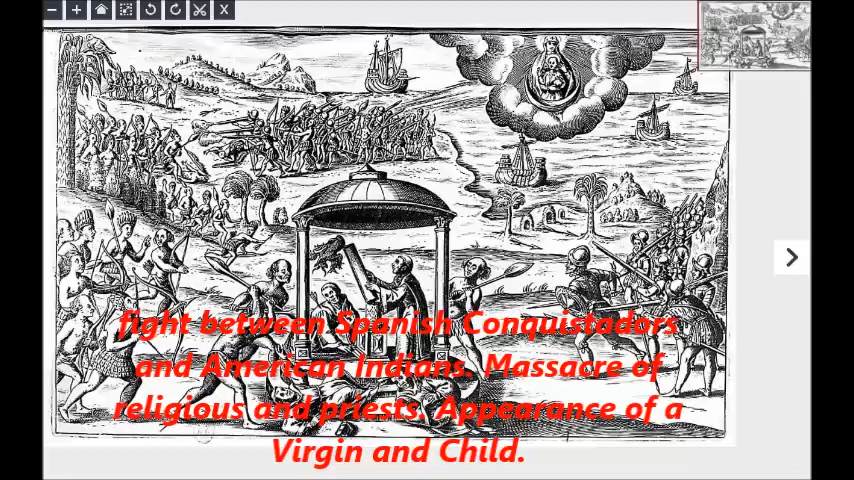 fight between Spanish Conquistadors
and American Indians. Massacre of
religious and priests. Appearance of a
Virgin and Child.